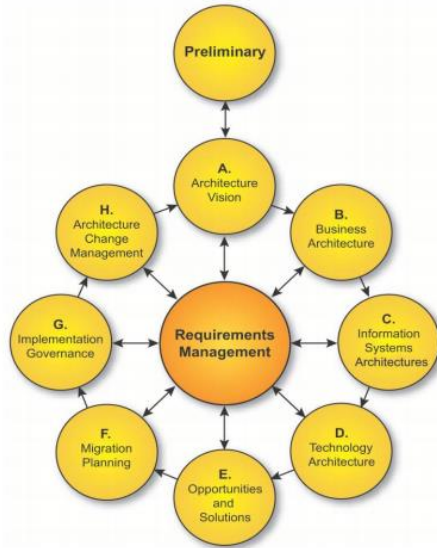 Preliminary
A.
Architecture
Vision
B.
Business
Architecture
C.
Information
Systems
Architectures
D.
Technology
Architecture
E.
Opportunities
and
Solutions
F.
Migration
Planning
G.
Implementation
Governance
H.
Architecture
Change
Management
Requirements
Management